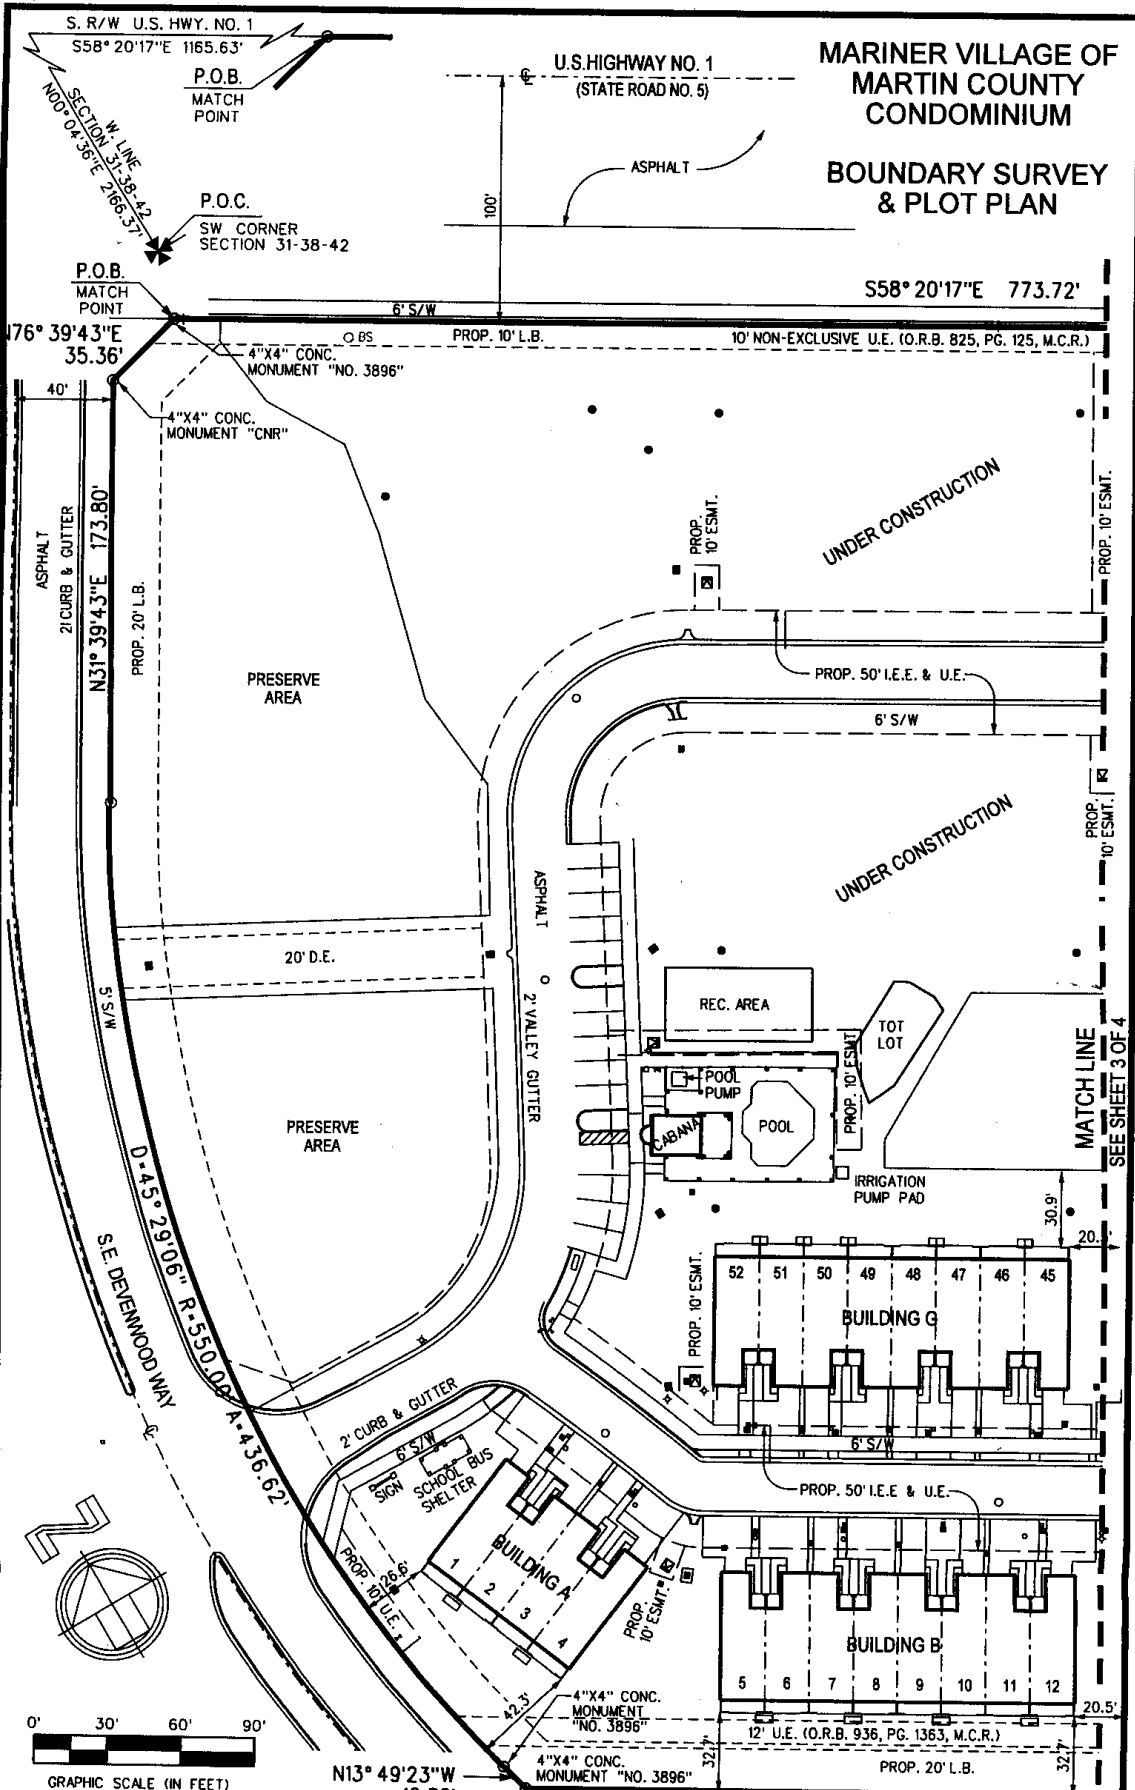 S. R/W U.S. HWY. NO. 1
S58° 20'17"E 1165.63'
P.O.B.
MATCH
POINT
W. LINE
SECTION 31-38-42
N00° 04'36"E 2166.37'
P.O.C.
SW CORNER
SECTION 31-38-42
U.S.HIGHWAY NO. 1
(STATE ROAD NO. 5)
ASPHALT
100'
MARINER VILLAGE OF
MARTIN COUNTY
CONDOMINIUM
BOUNDARY SURVEY
& PLOT PLAN
P.O.B.
MATCH
POINT
S58° 20'17"E 773.72'
6' S/W
76° 39'43"E
35.36'
BS
PROP. 10' L.B.
10' NON-EXCLUSIVE U.E. (O.R.B. 825, PG. 125, M.C.R.)
4"X4" CONC.
MONUMENT "NO. 3896"
40'
4"X4" CONC.
MONUMENT "CNR"
ASPHALT
2' CURB & GUTTER
N31° 39'43"E 173.80'
PROP. 20' L.B.
PROP.
10' ESMT.
UNDER CONSTRUCTION
PROP. 10' ESMT.
PRESERVE
AREA
PROP. 50' I.E.E. & U.E.
6' S/W
PROP.
10' ESMT.
UNDER CONSTRUCTION
ASPHALT
20' D.E.
5' S/W
2' VALLEY GUTTER
REC. AREA
TOT
LOT
PROP. 10' ESMT
POOL
PUMP
CABANA
POOL
MATCH LINE
SEE SHEET 3 OF 4
PRESERVE
AREA
IRRIGATION
PUMP PAD
30.9'
D=45° 29'06" R=550.00' A=436.62'
S.E. DEVENWOOD WAY
PROP. 10' ESMT.
52 51 50 49 48 47 46 45
BUILDING G
2' CURB & GUTTER
6' S/W
SIGN
SCHOOL BUS
SHELTER
6' S/W
PROP. 50' I.E.E & U.E.
BUILDING A
1
2
3
4
PROP. 10' U.E.
26.6'
PROP.
10' ESMT
BUILDING B
5 6 7 8 9 10 11 12
20.5'
42.3'
4"X4" CONC.
MONUMENT
"NO. 3896"
12' U.E. (O.R.B. 936, PG. 1363, M.C.R.)
PROP. 20' L.B.
4"X4" CONC.
MONUMENT "NO. 3896"
N13° 49'23"W
0' 30' 60' 90'
GRAPHIC SCALE (IN FEET)